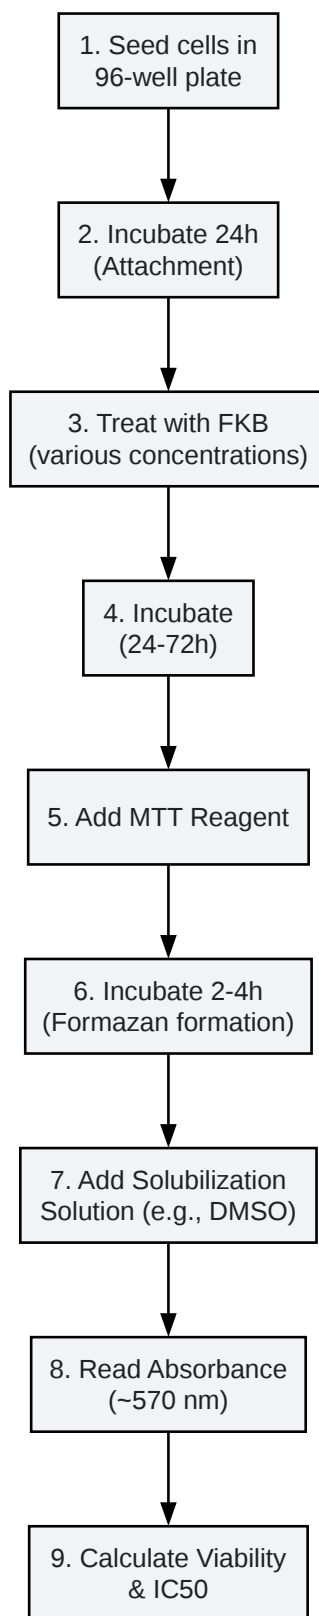 1. Seed cells in
96-well plate
2. Incubate 24h
(Attachment)
3. Treat with FKB
(various concentrations)
4. Incubate
(24-72h)
5. Add MTT Reagent
6. Incubate 2-4h
(Formazan formation)
7. Add Solubilization
Solution (e.g., DMSO)
8. Read Absorbance
(~570 nm)
9. Calculate Viability
& IC50